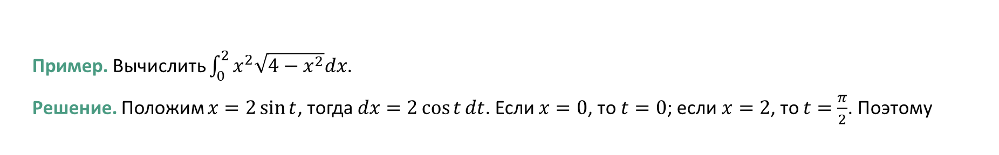 Пример. Вычислить ∫₀² x²√(4 − x²)dx.
Решение. Положим x = 2 sin t, тогда dx = 2 cos t dt. Если x = 0, то t = 0; если x = 2, то t = π/2. Поэтому